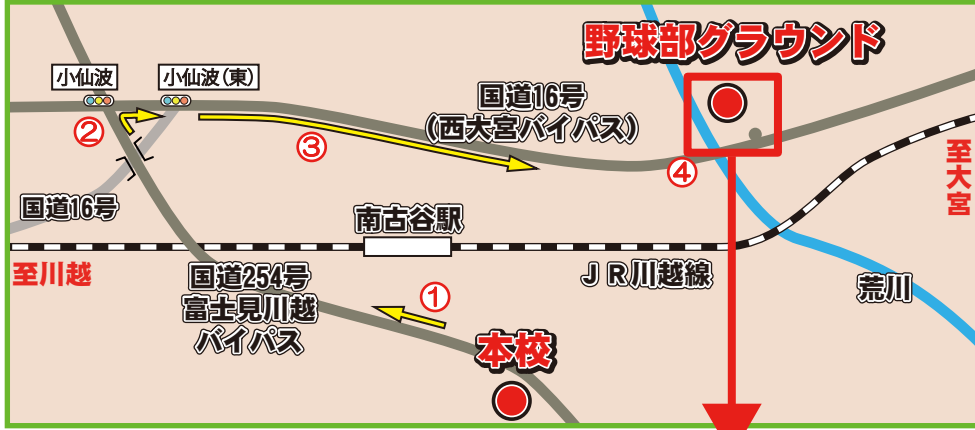 野球部グラウンド
小仙波
小仙波(東)
国道16号
(西大宮バイパス)
②
③
④
至大宮
国道16号
南古谷駅
至川越
国道254号
富士見川越
バイパス
JR川越線
荒川
①
本校